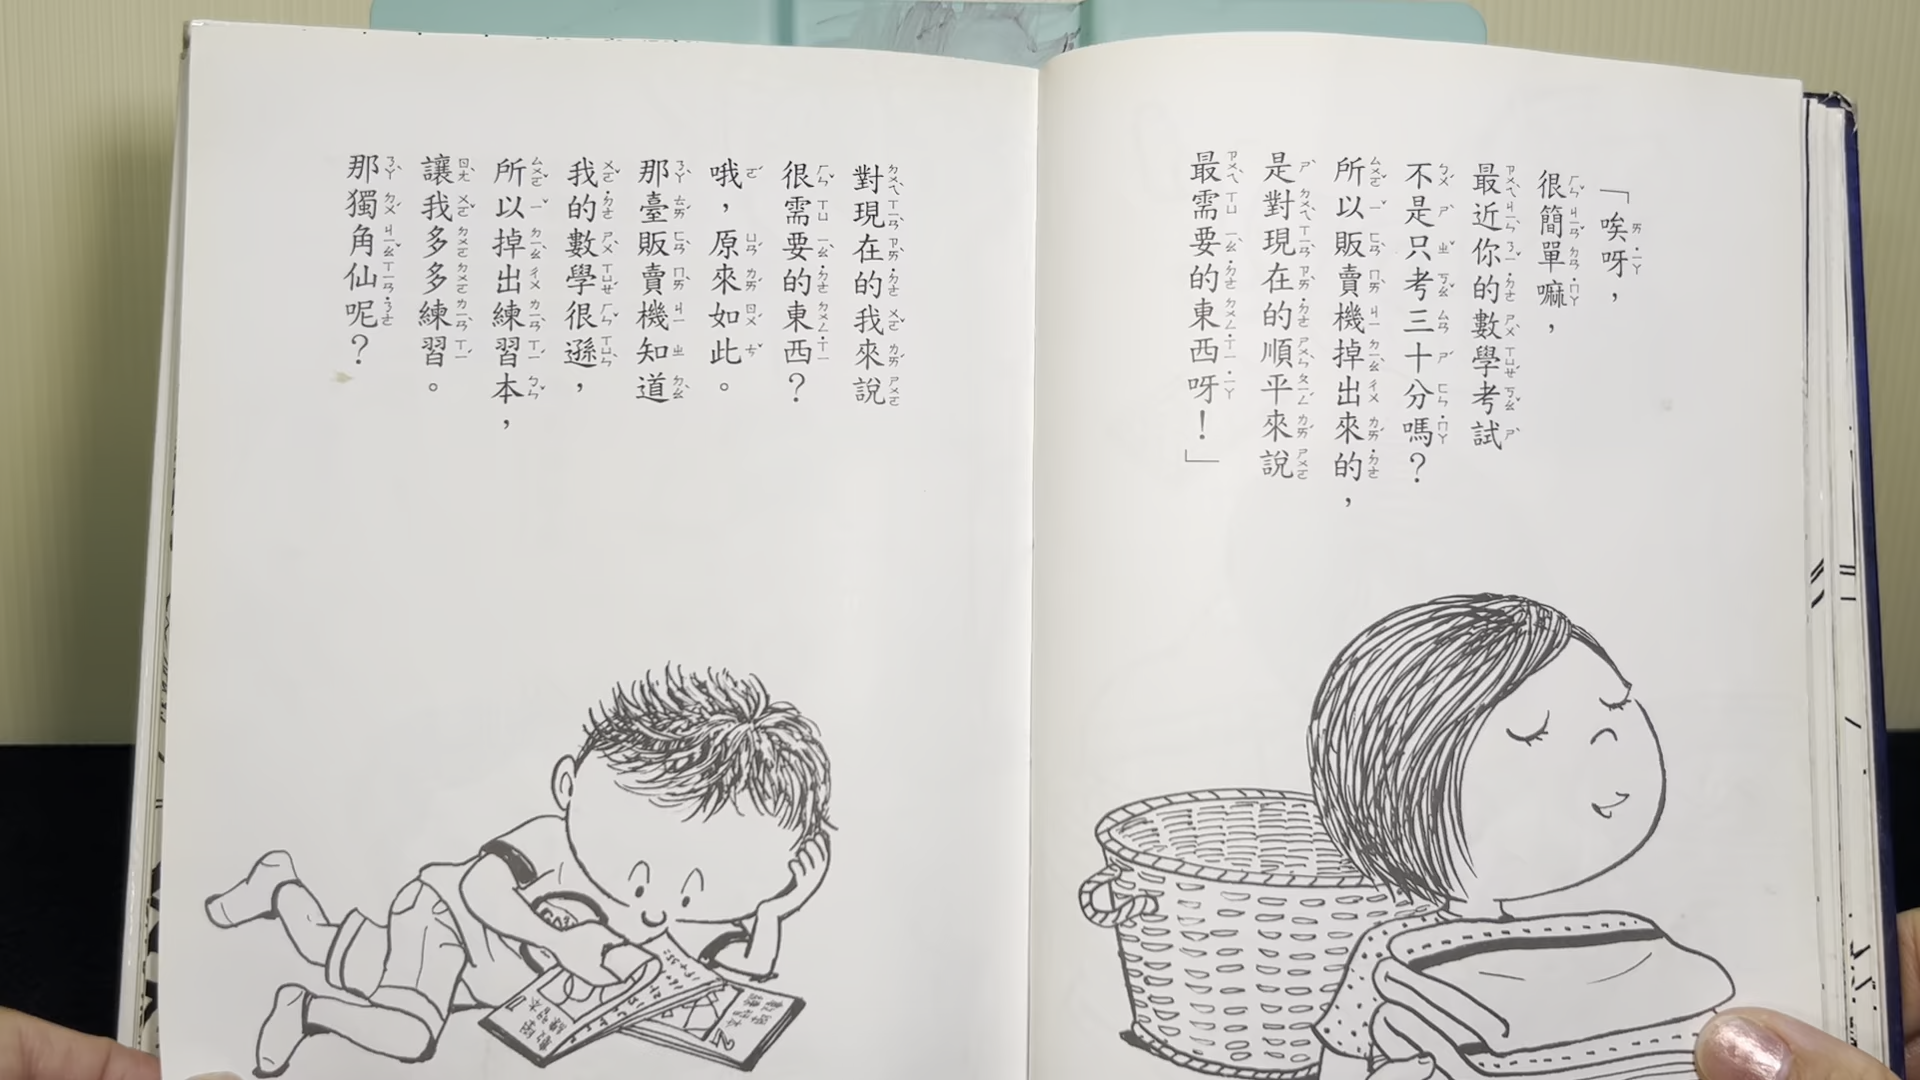 「唉呀，
很簡單嘛，
最近你的數學考試
不是只考三十分嗎？
所以販賣機掉出來的，
是對現在的順平來說
最需要的東西呀！」
對現在的我來說
很需要的東西？
哦，原來如此。
那臺販賣機知道
我的數學很遜，
所以掉出練習本，
讓我多多練習。
那獨角仙呢？